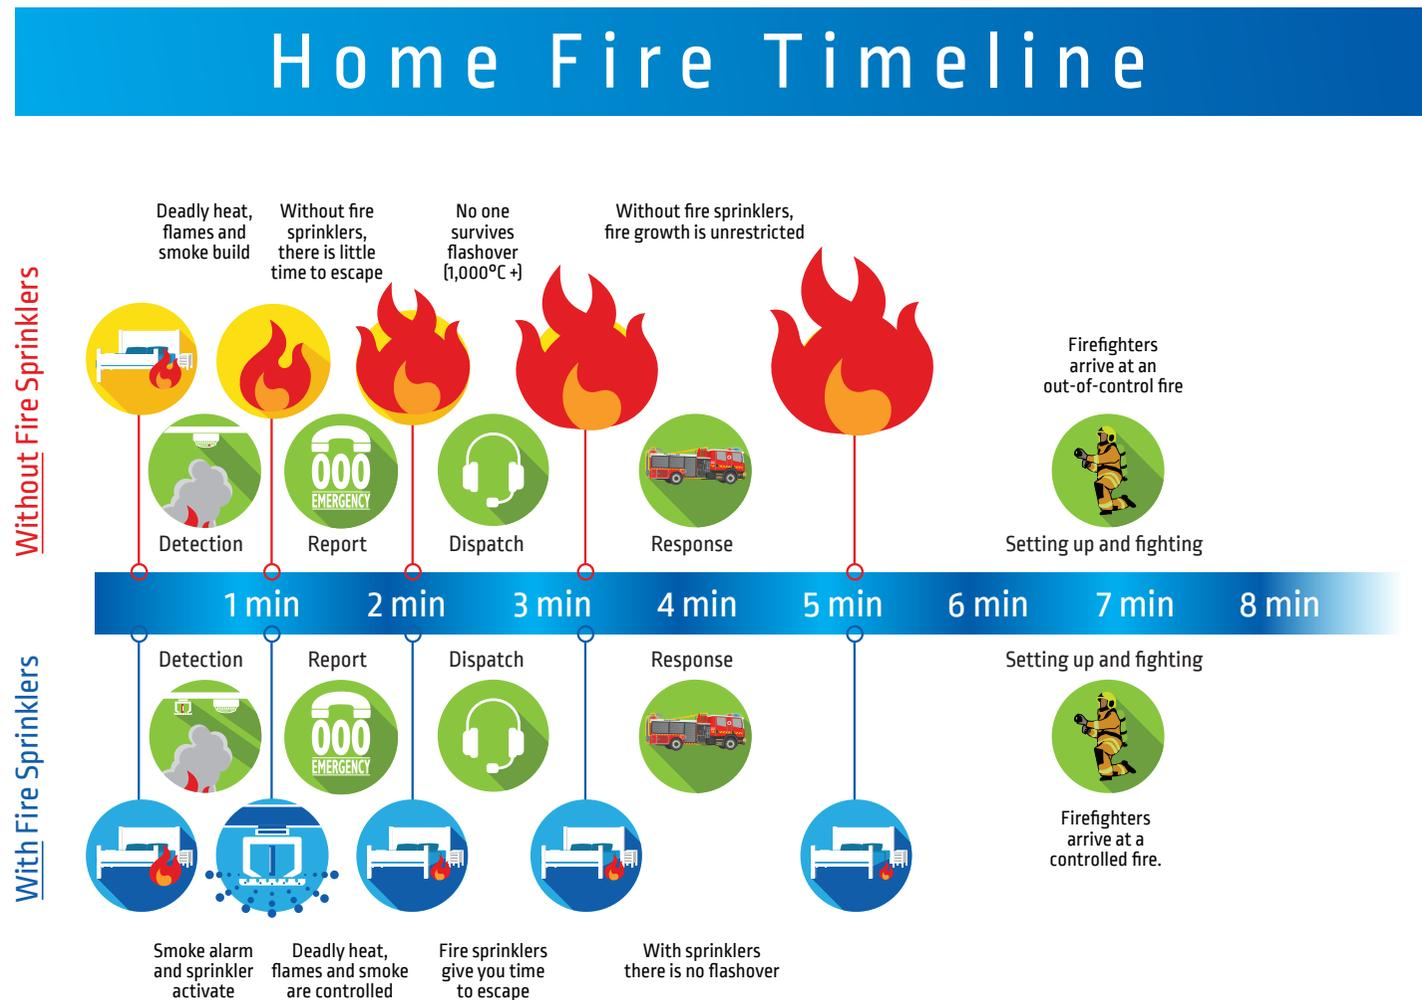 Home Fire Timeline
Without Fire Sprinklers
Deadly heat,
flames and
smoke build
Without fire
sprinklers,
there is little
time to escape
No one
survives
flashover
(1,000ºC +)
Without fire sprinklers,
fire growth is unrestricted
Firefighters
arrive at an
out-of-control fire
000
EMERGENCY
Detection
Report
Dispatch
Response
Setting up and fighting
1 min
2 min
3 min
4 min
5 min
6 min
7 min
8 min
With Fire Sprinklers
Detection
Report
Dispatch
Response
Setting up and fighting
000
EMERGENCY
Firefighters
arrive at a
controlled fire.
Smoke alarm
and sprinkler
activate
Deadly heat,
flames and smoke
are controlled
Fire sprinklers
give you time
to escape
With sprinklers
there is no flashover